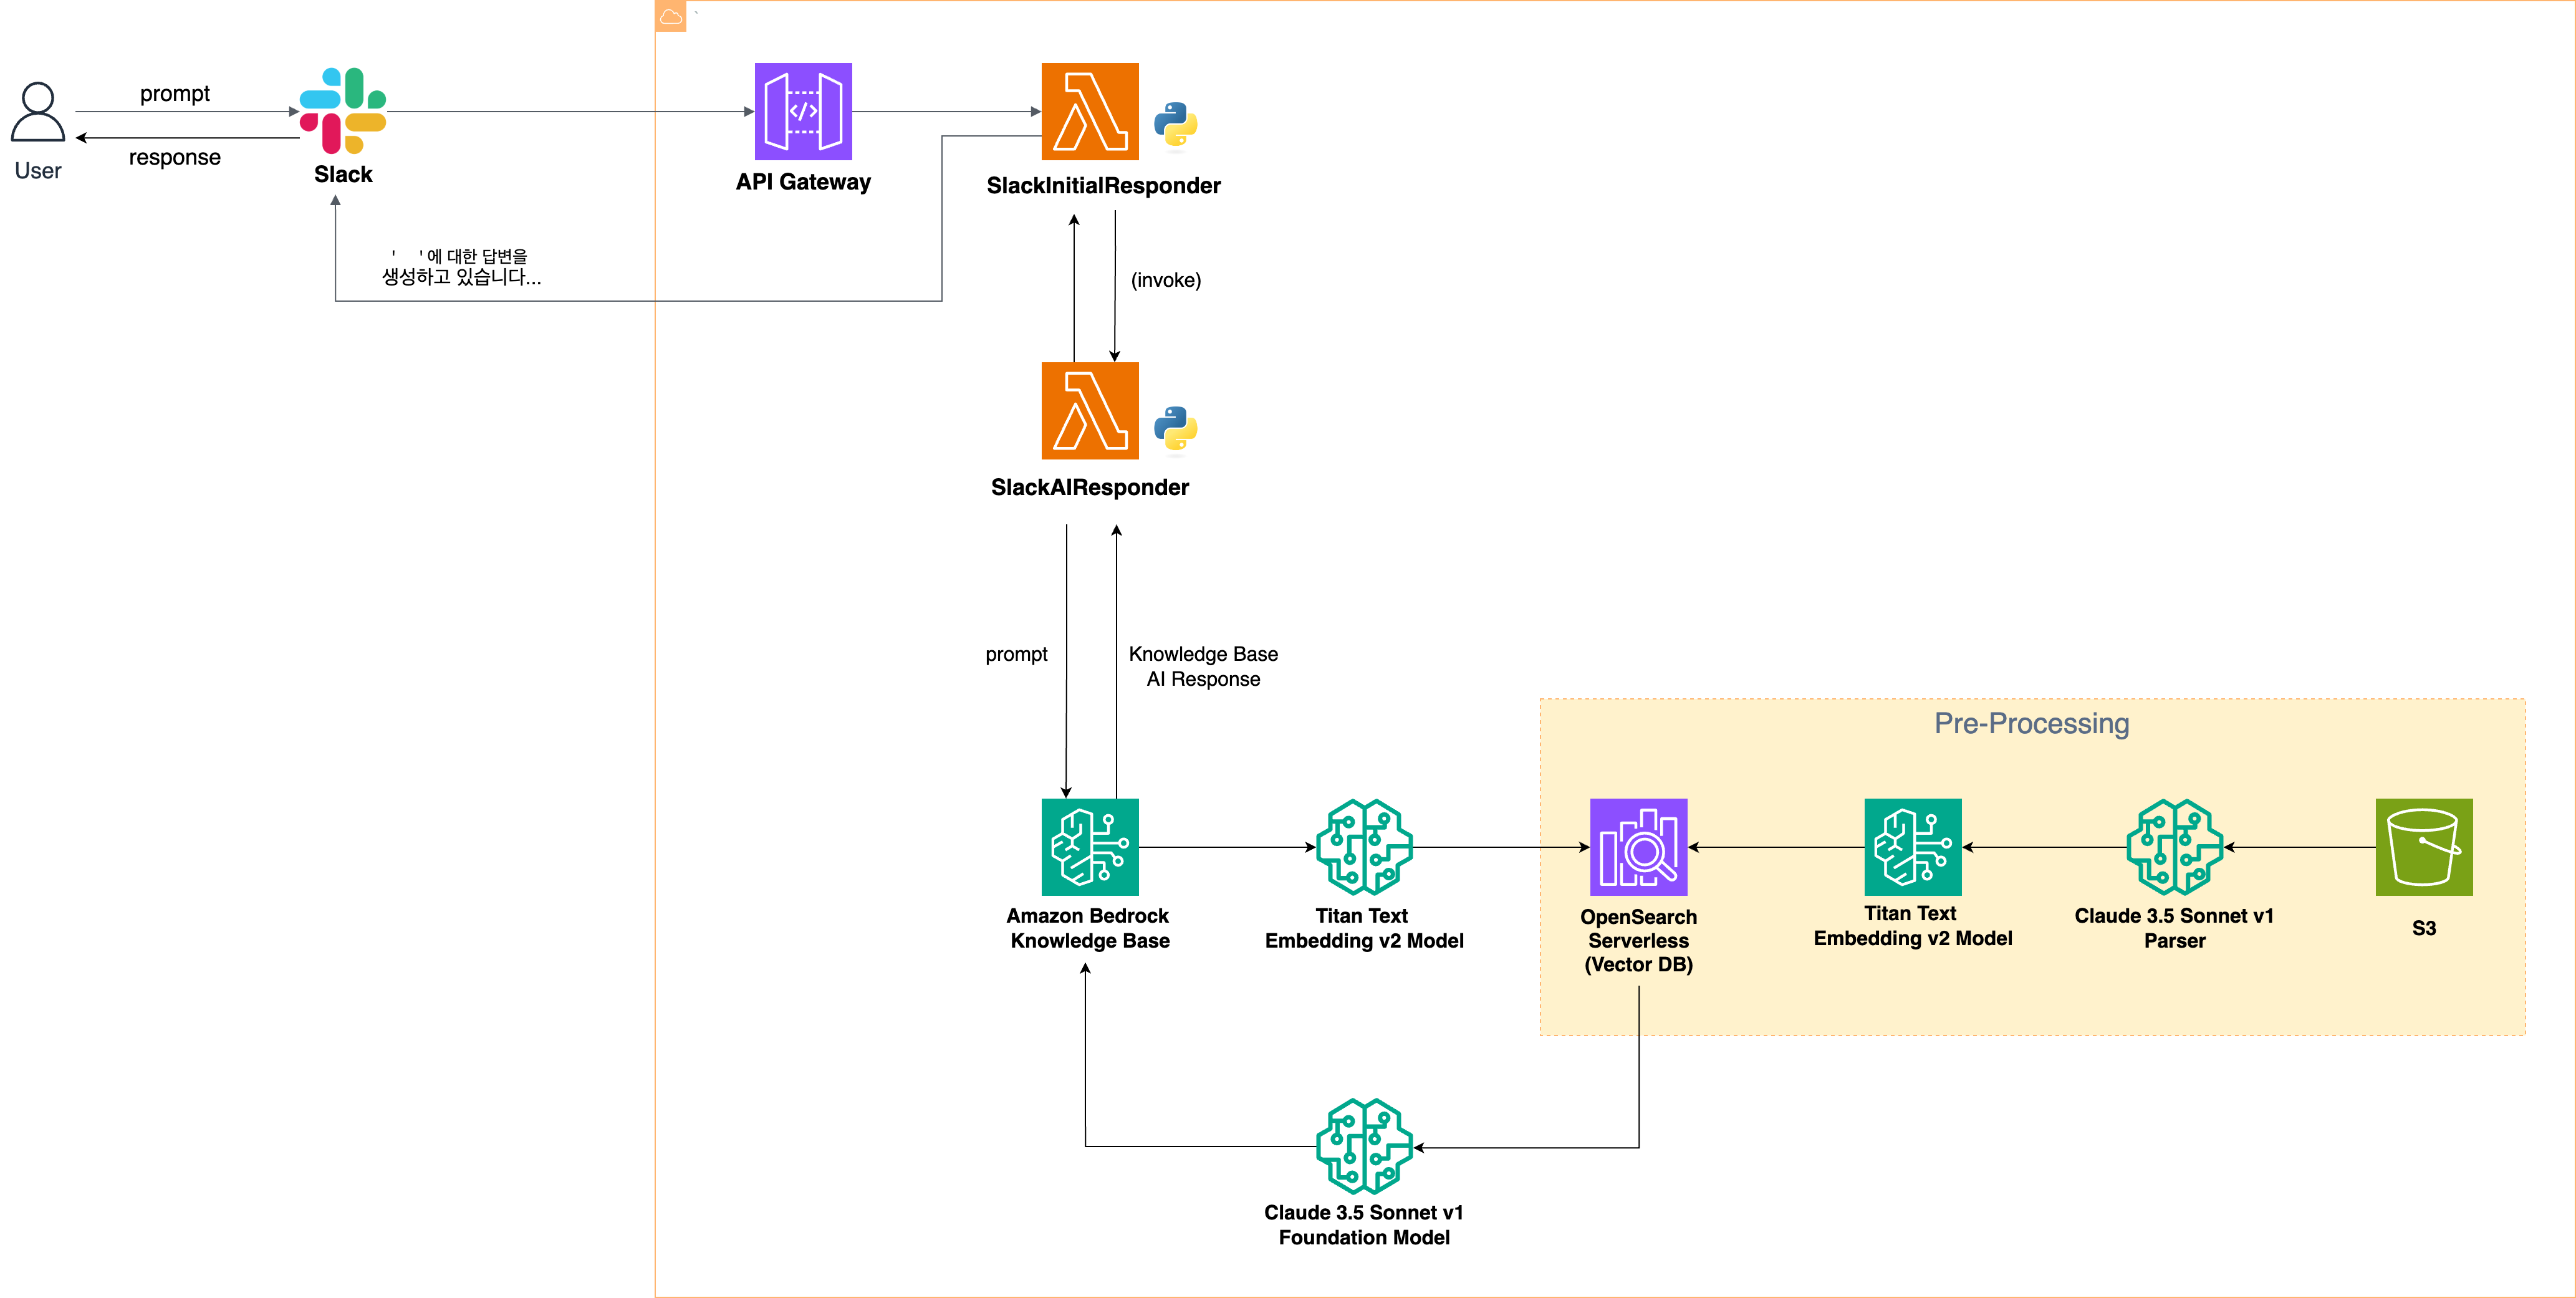 `
prompt
response
User
Slack
API Gateway
SlackInitialResponder
' '에 대한 답변을
생성하고 있습니다...
(invoke)
SlackAIResponder
prompt
Knowledge Base
AI Response
Pre-Processing
Amazon Bedrock
Knowledge Base
Titan Text
Embedding v2 Model
OpenSearch
Serverless
(Vector DB)
Titan Text
Embedding v2 Model
Claude 3.5 Sonnet v1
Parser
S3
Claude 3.5 Sonnet v1
Foundation Model